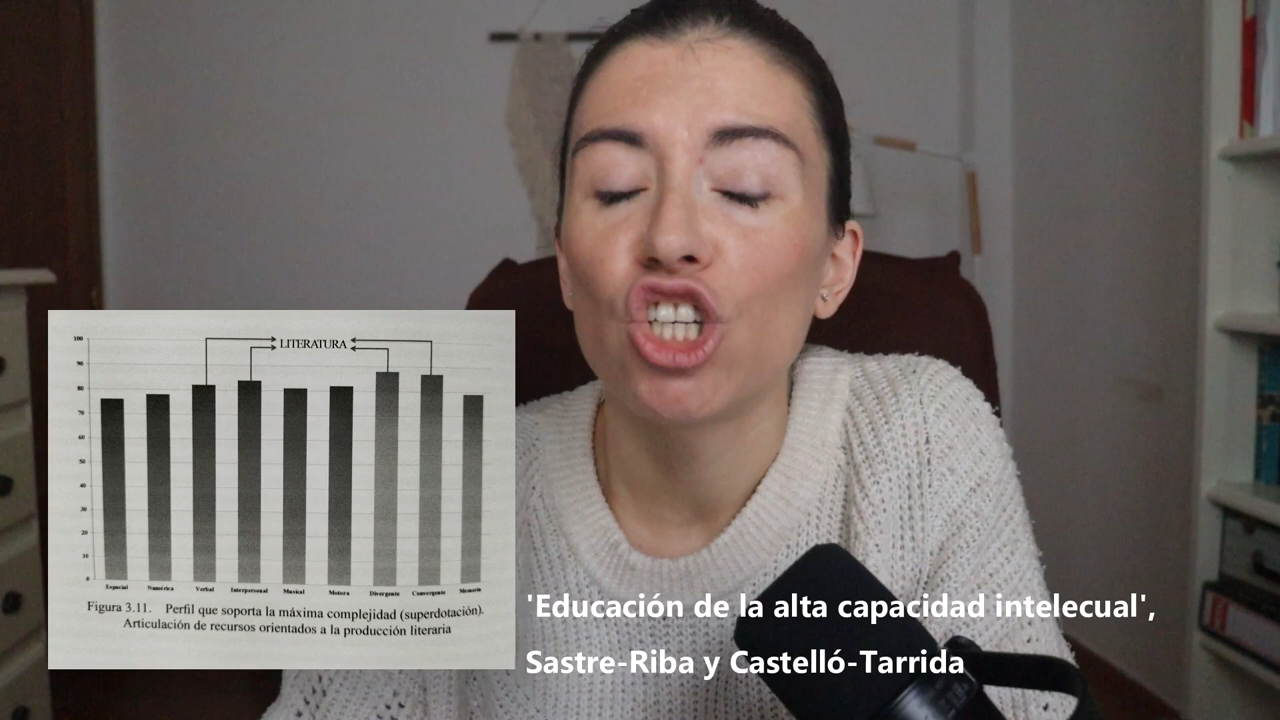 100
LITERATURA
90
80
70
60
50
40
30
20
10
0
Espacial Numérica Verbal Interpersonal Musical Motora Divergente Convergente Memoria
Figura 3.11. Perfil que soporta la máxima complejidad (superdotación).
Articulación de recursos orientados a la producción literaria
'Educación de la alta capacidad intelecual',
Sastre-Riba y Castelló-Tarrida